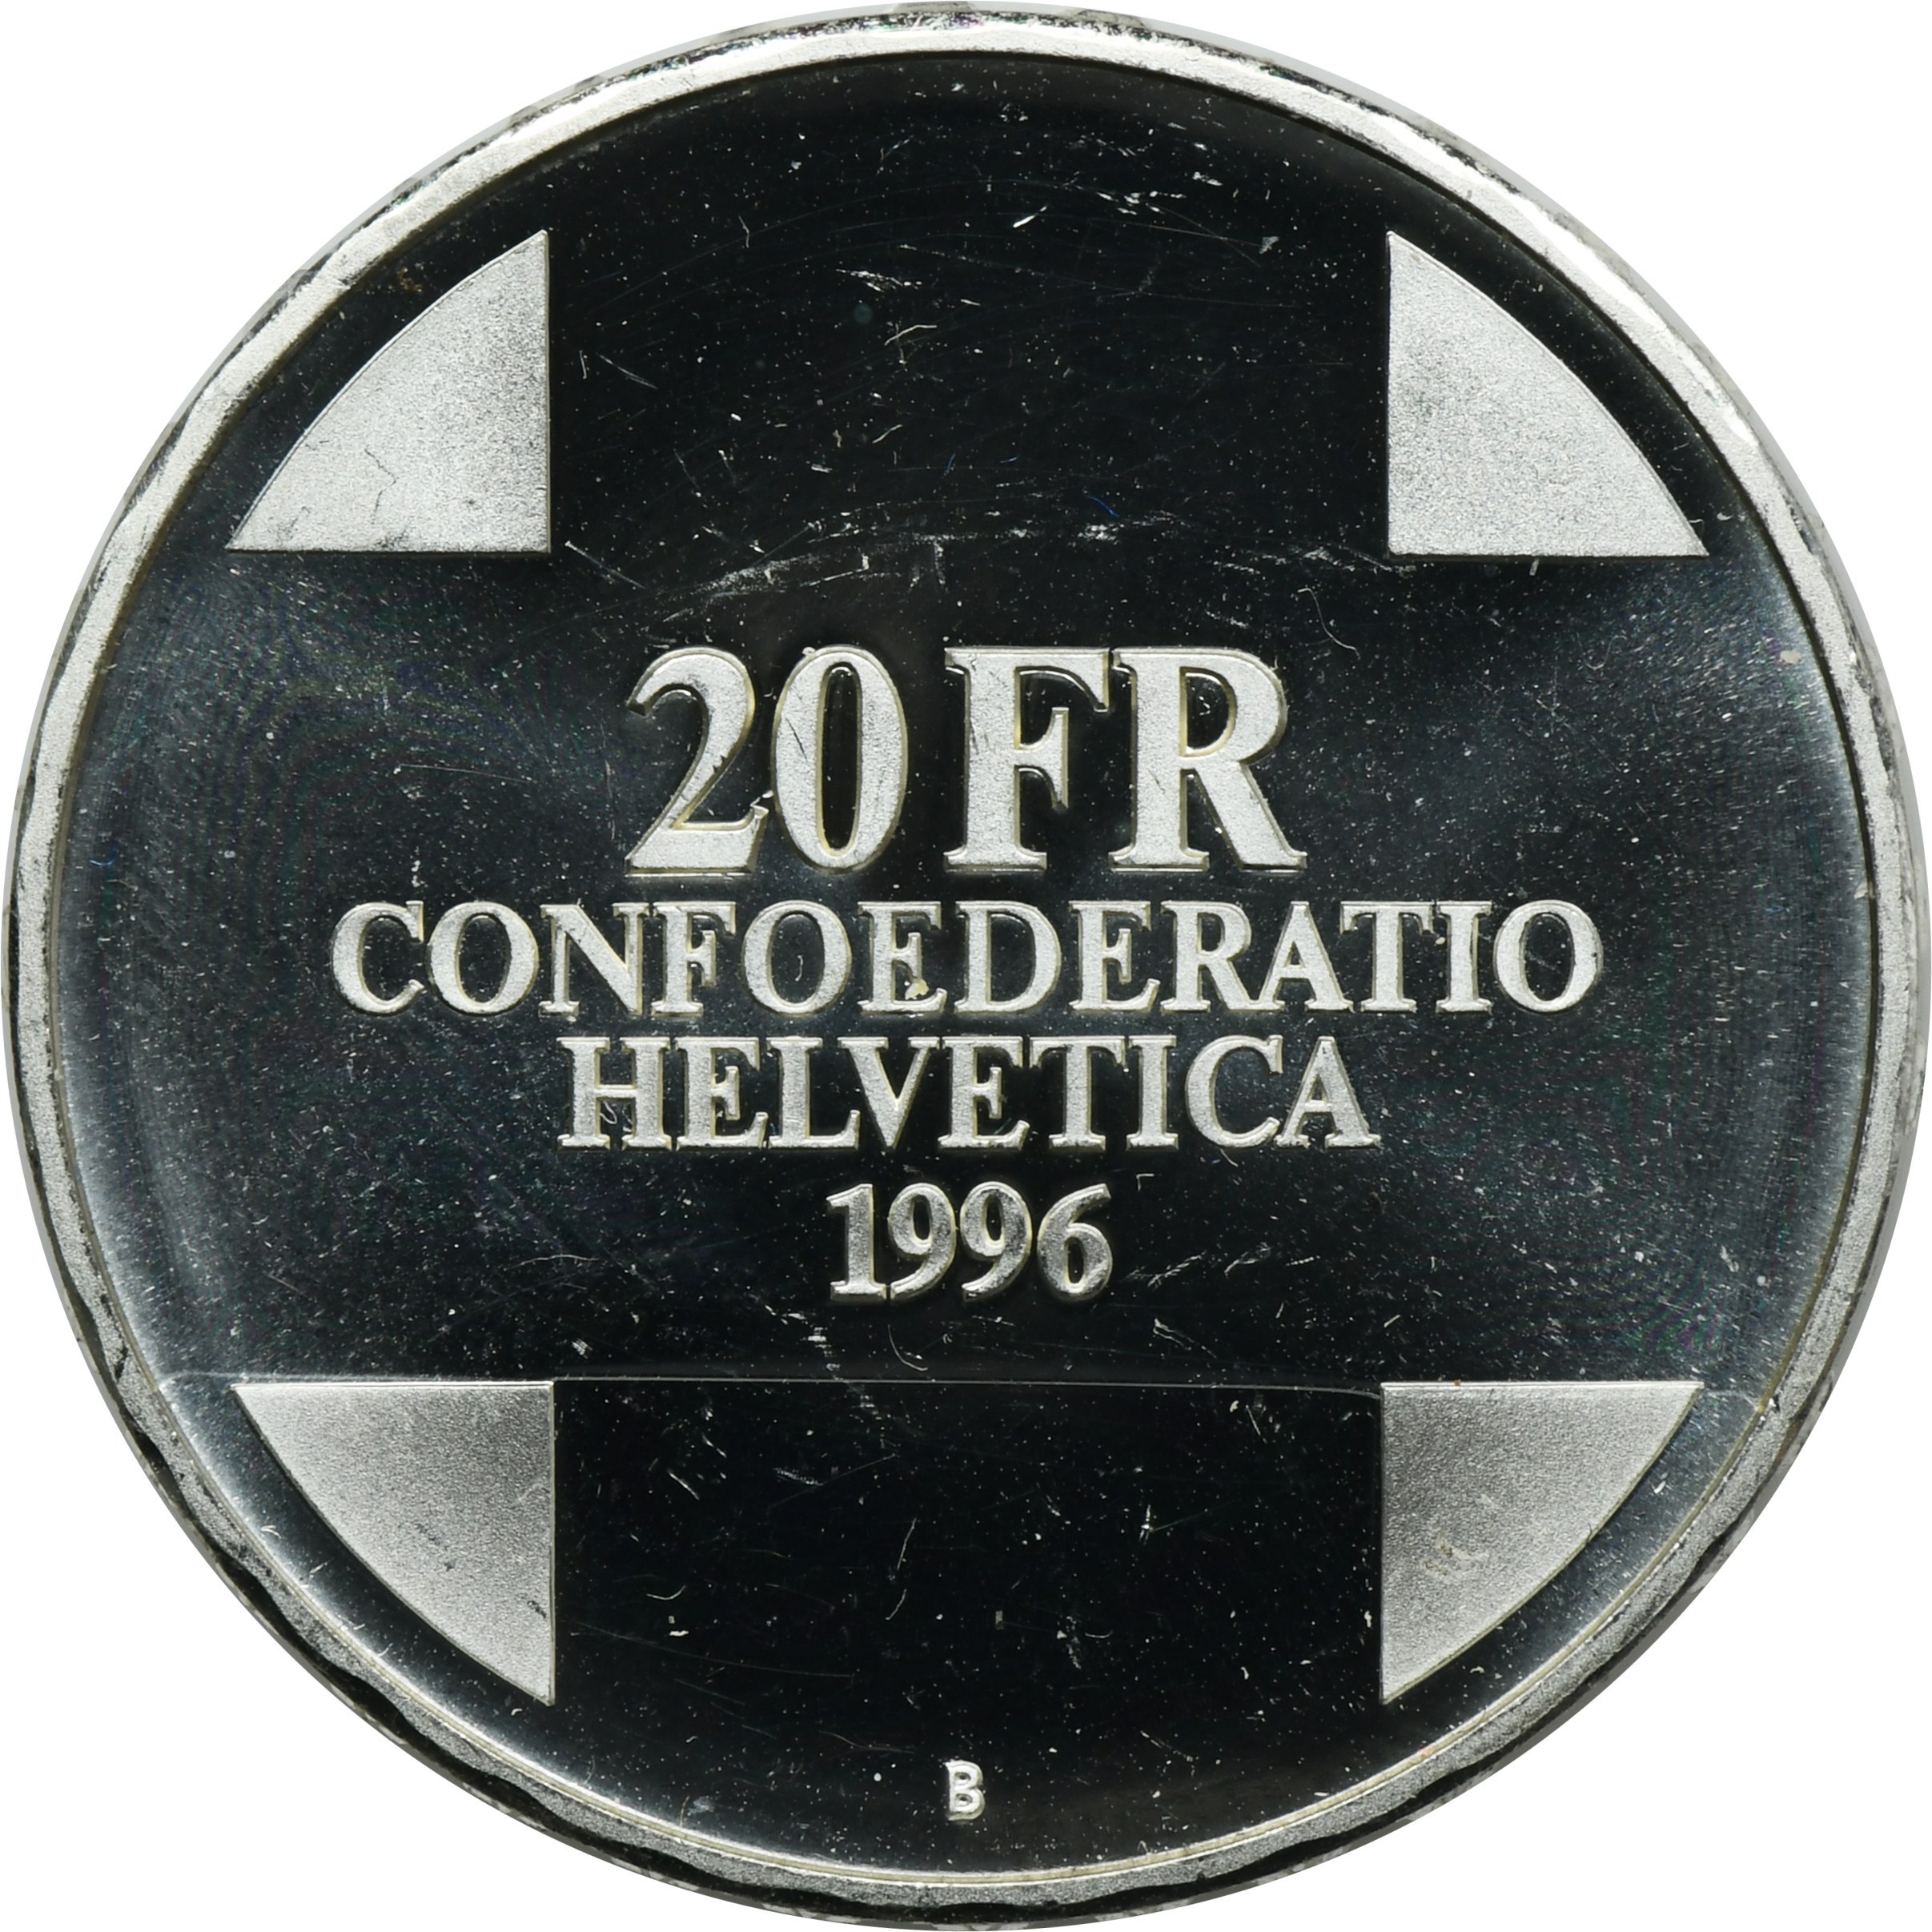 20 FR
CONFOEDERATIO
HELVETICA
1996
B